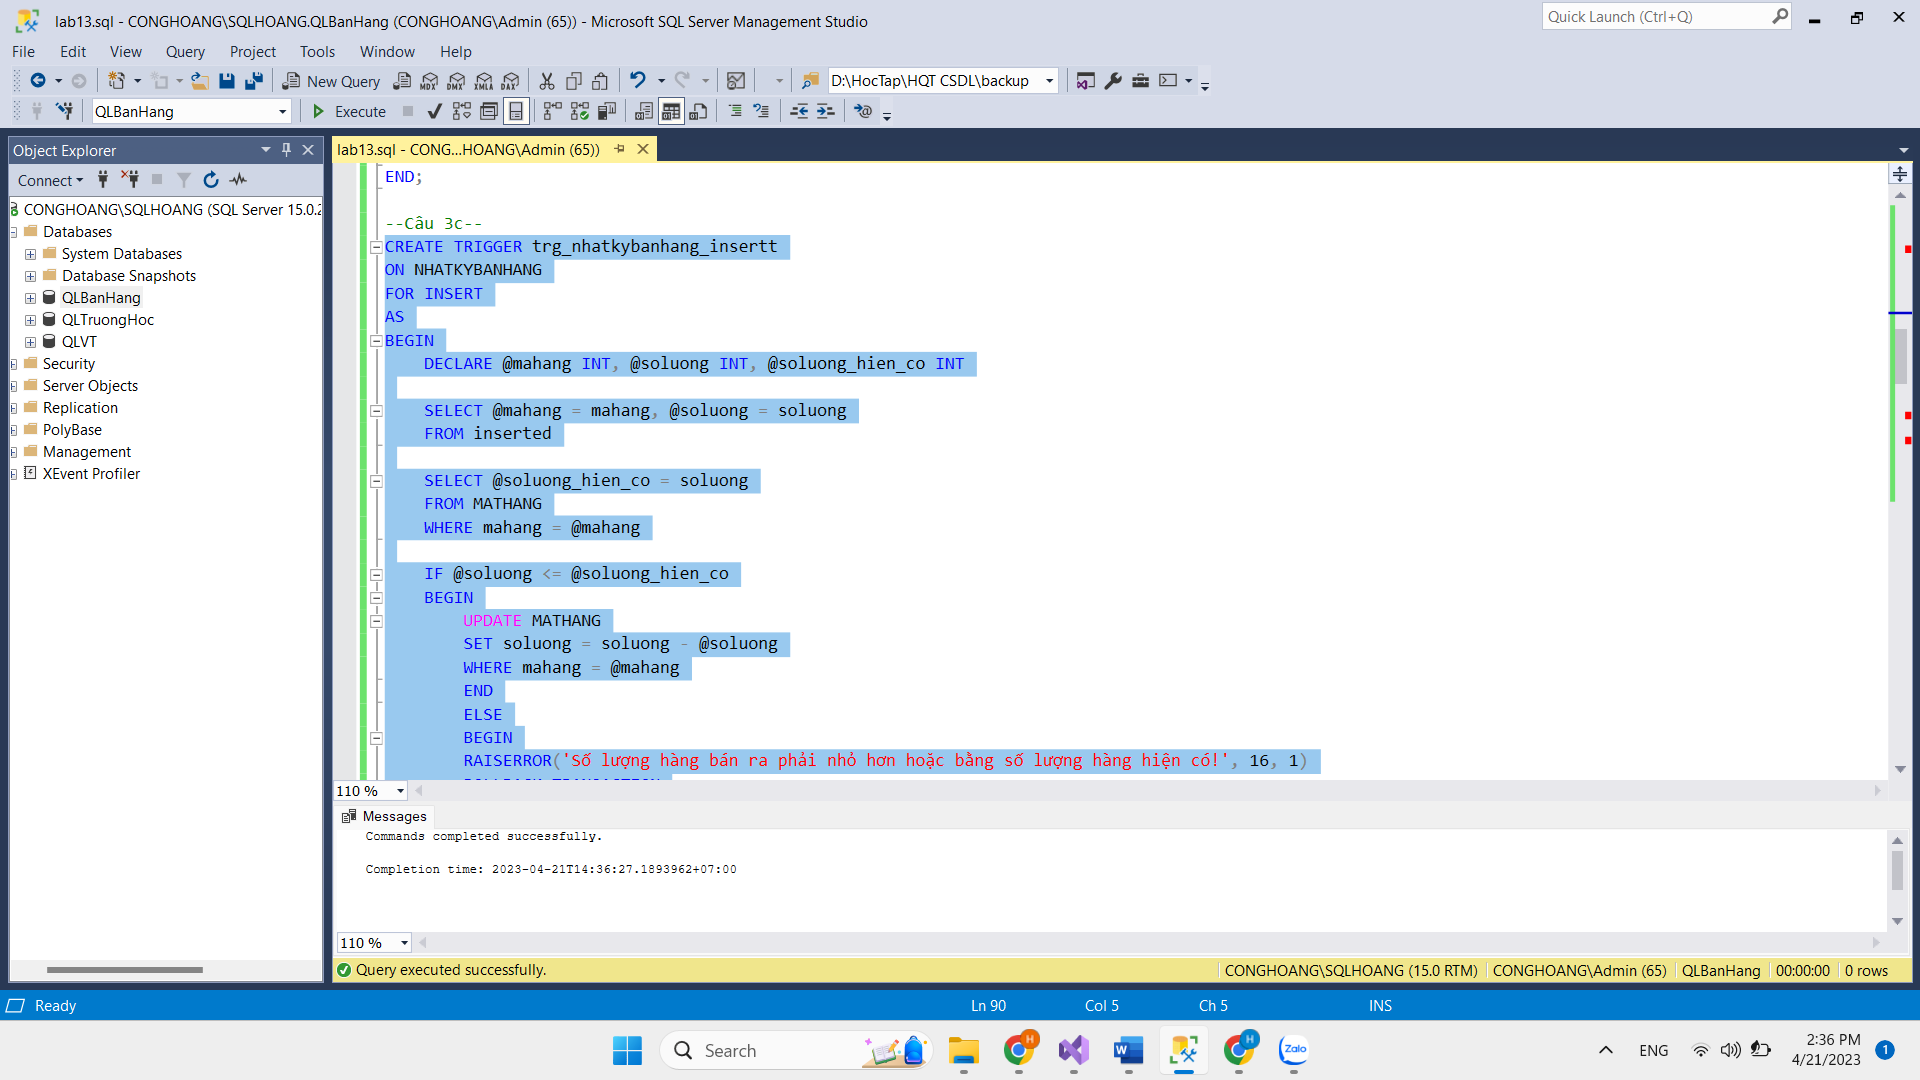 lab13.sql - CONGHOANG\SQLHOANG.QLBanHang (CONGHOANG\Admin (65)) - Microsoft SQL Server Management Studio
Quick Launch (Ctrl+Q)
File Edit View Query Project Tools Window Help
New Query
MDX DMX XMLA DAX
D:\HocTap\HQT CSDL\backup
QLBanHang
Execute
Object Explorer
Connect
CONGHOANG\SQLHOANG (SQL Server 15.0.2
Databases
System Databases
Database Snapshots
QLBanHang
QLTruongHoc
QLVT
Security
Server Objects
Replication
PolyBase
Management
XEvent Profiler
lab13.sql - CONG...HOANG\Admin (65))
END;
--Câu 3c--
CREATE TRIGGER trg_nhatkybanhang_insertt
ON NHATKYBANHANG
FOR INSERT
AS
BEGIN
DECLARE @mahang INT, @soluong INT, @soluong_hien_co INT
SELECT @mahang = mahang, @soluong = soluong
FROM inserted
SELECT @soluong_hien_co = soluong
FROM MATHANG
WHERE mahang = @mahang
IF @soluong <= @soluong_hien_co
BEGIN
UPDATE MATHANG
SET soluong = soluong - @soluong
WHERE mahang = @mahang
END
ELSE
BEGIN
RAISERROR('Số lượng hàng bán ra phải nhỏ hơn hoặc bằng số lượng hàng hiện có!', 16, 1)
110 %
Messages
Commands completed successfully.
Completion time: 2023-04-21T14:36:27.1893962+07:00
110 %
Query executed successfully.
CONGHOANG\SQLHOANG (15.0 RTM) CONGHOANG\Admin (65) QLBanHang 00:00:00 0 rows
Ready Ln 90 Col 5 Ch 5 INS
Search
H
H
Zalo
ENG
2:36 PM
4/21/2023
1